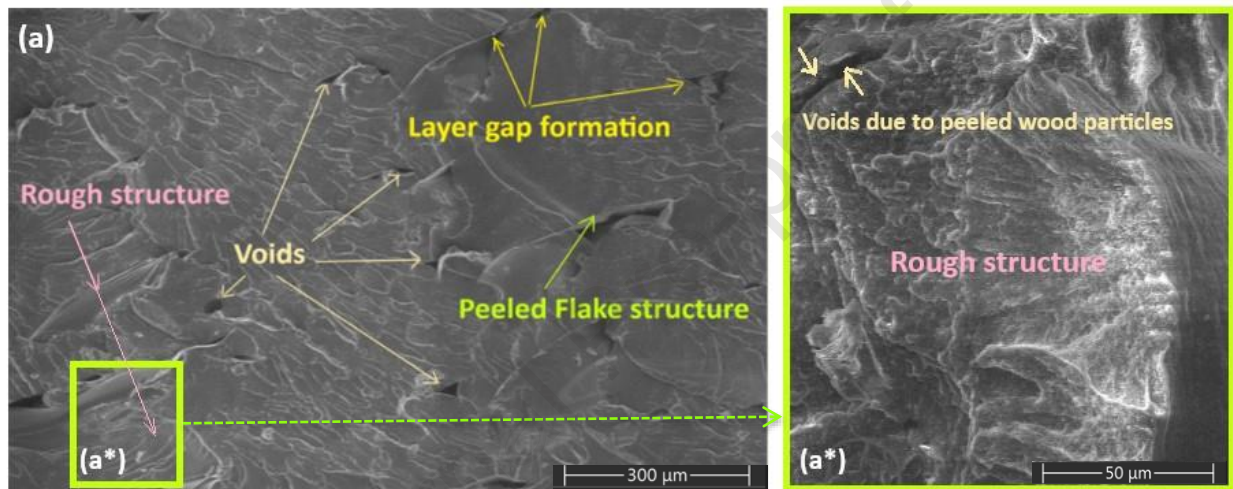 (a)
Layer gap formation
Rough structure
Voids
Peeled Flake structure
(a*)
300 µm
Voids due to peeled wood particles
Rough structure
(a*)
50 µm